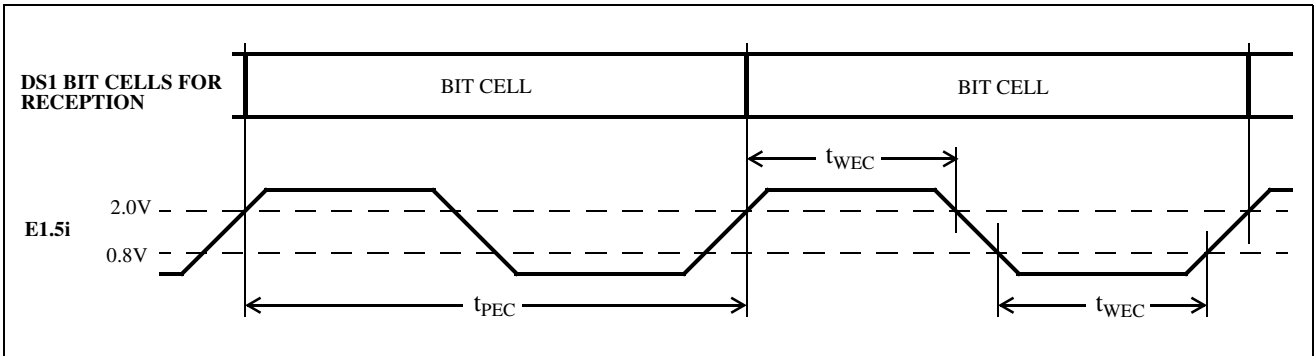 DS1 BIT CELLS FOR
RECEPTION
BIT CELL
BIT CELL
tWEC
2.0V
E1.5i
0.8V
tPEC
tWEC